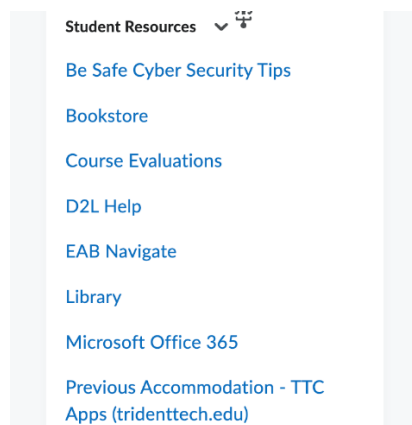 Student Resources
Be Safe Cyber Security Tips
Bookstore
Course Evaluations
D2L Help
EAB Navigate
Library
Microsoft Office 365
Previous Accommodation - TTC
Apps (tridenttech.edu)